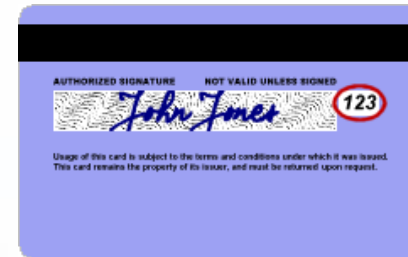 AUTHORIZED SIGNATURE NOT VALID UNLESS SIGNED
John Jones 123
Usage of this card is subject to the terms and conditions under which it was issued.
This card remains the property of its issuer, and must be returned upon request.